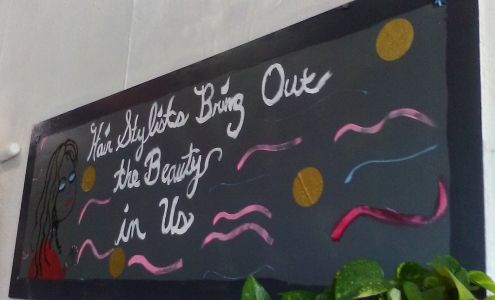 Hair Stylists Bring Out
the Beauty
in Us